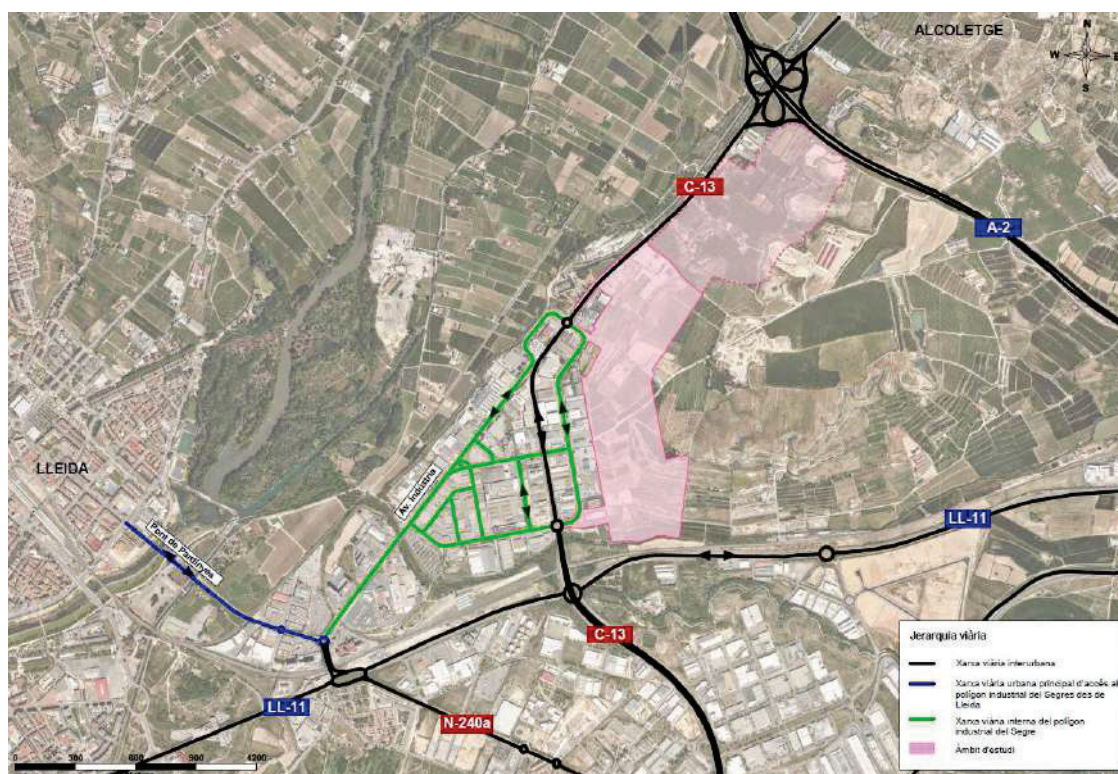 ALCOLETGE
N
W
E
S
C-13
A-2
LLEIDA
Av. Indústria
Pont de Pardinyes
LL-11
C-13
LL-11
N-240a
Jerarquia viària
Xarxa viària interurbana
Xarxa viària urbana principal d'accès al
polígon industrial del Segres des de
Lleida
Xarxa viària interna del polígon
industrial del Segre
Àmbit d'estudi
0 300 600 900 1200